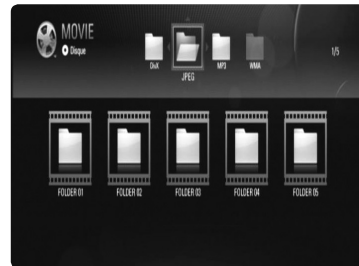 MOVIE
Disque
DivX
JPEG
MP3
WMA
1/5
FOLDER 01
FOLDER 02
FOLDER 03
FOLDER 04
FOLDER 05